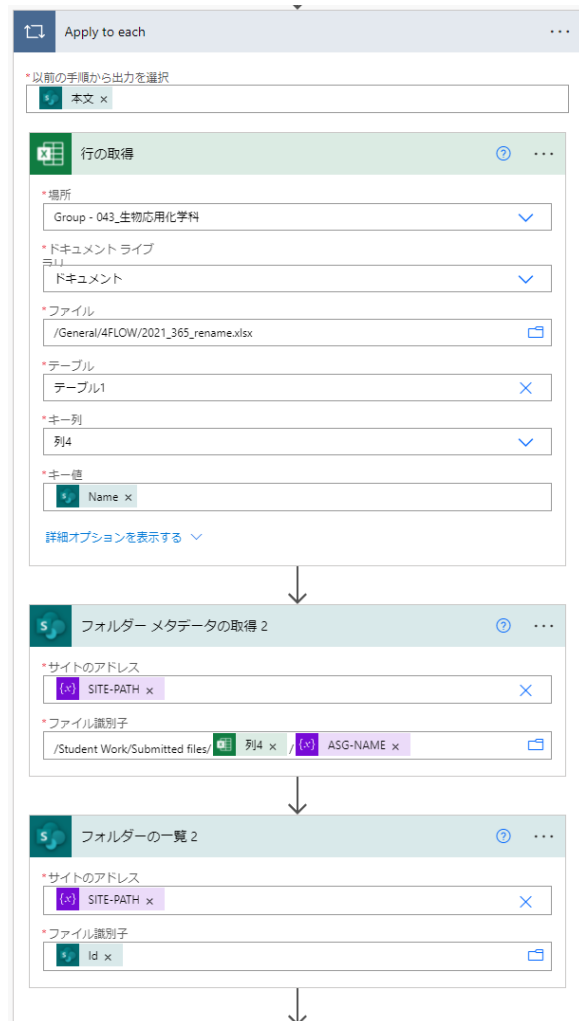 Apply to each
*以前の手順から出力を選択
本文 ×
行の取得
*場所
Group - 043_生物応用化学科
*ドキュメント ライブ
ラリ
ドキュメント
*ファイル
/General/4FLOW/2021_365_rename.xlsx
*テーブル
テーブル1
*キー列
列4
*キー値
Name ×
詳細オプションを表示する
フォルダー メタデータの取得 2
*サイトのアドレス
{x} SITE-PATH ×
*ファイル識別子
/Student Work/Submitted files/ 列4 × / {x} ASG-NAME ×
フォルダーの一覧 2
*サイトのアドレス
{x} SITE-PATH ×
*ファイル識別子
Id ×